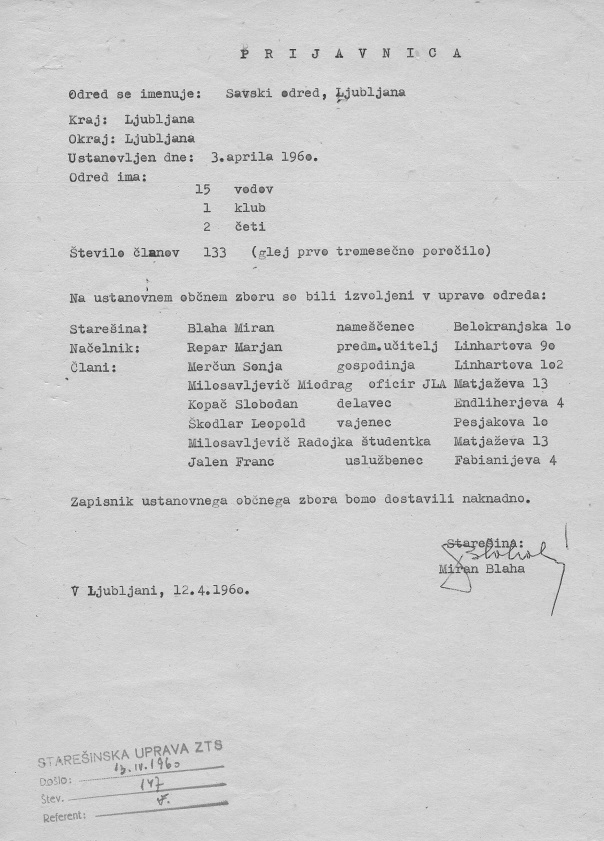 P R I J A V N I C A
Odred se imenuje: Savski odred, Ljubljana
Kraj: Ljubljana
Okraj: Ljubljana
Ustanovljen dne: 3.aprila 196o.
Odred ima:
15 vodov
1 klub
2 četi
Število članov 133 (glej prvo tromesečno poročilo)
Na ustanovnem občnem zboru so bili izvoljeni v upravo odreda:
Starešina: Blaha Miran nameščenec Belokranjska 1o
Načelnik: Repar Marjan predm.učitelj Linhartova 9o
Člani: Merčun Sonja gospodinja Linhartova 1o2
Milosavljevič Miodrag oficir JLA Matjaževa 13
Kopač Slobodan delavec Endliherjeva 4
Škodlar Leopold vajenec Pesjakova 1o
Milosavljevič Radojka študentka Matjaževa 13
Jalen Franc uslužbenec Fabianijeva 4
Zapisnik ustanovnega občnega zbora bomo dostavili naknadno.
Starešina:
Miran Blaha
V Ljubljani, 12.4.196o.
STAREŠINSKA UPRAVA ZTS
Došlo: 13.IV.1960
Štev. 147
Referent: